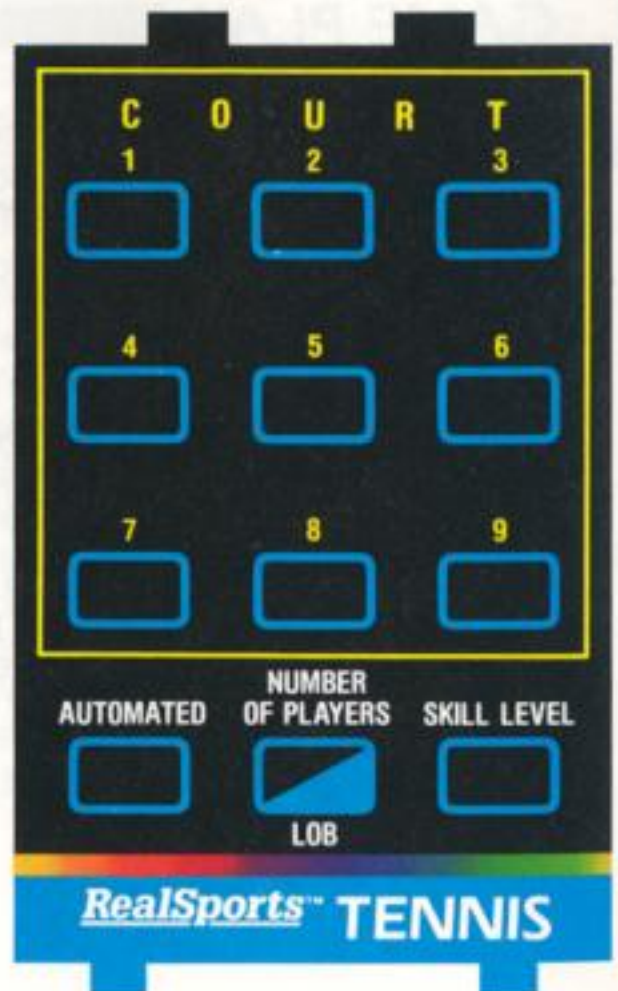 C O U R T
1 2 3
4 5 6
7 8 9
AUTOMATED NUMBER OF PLAYERS SKILL LEVEL
LOB
RealSports™ TENNIS